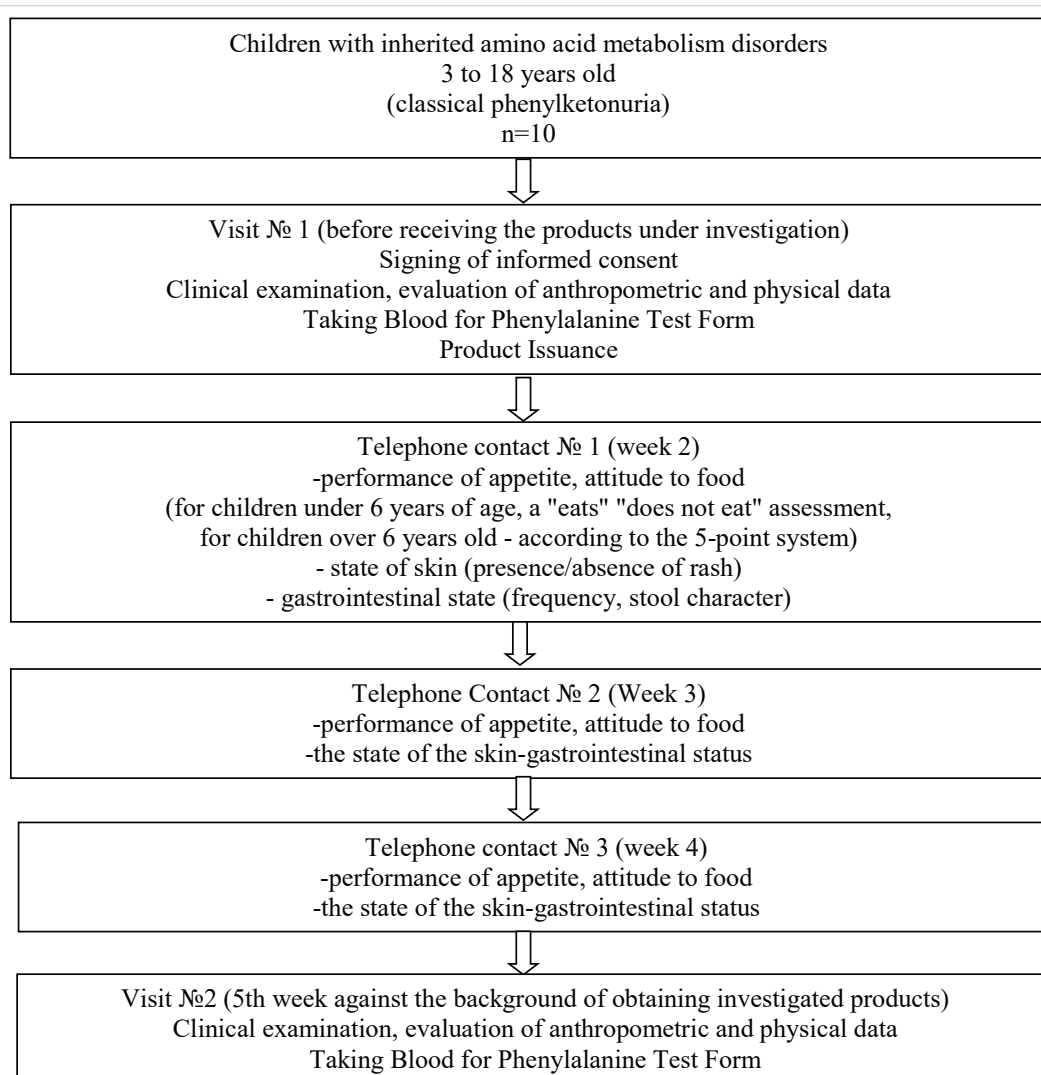 Children with inherited amino acid metabolism disorders
3 to 18 years old
(classical phenylketonuria)
n=10
Visit № 1 (before receiving the products under investigation)
Signing of informed consent
Clinical examination, evaluation of anthropometric and physical data
Taking Blood for Phenylalanine Test Form
Product Issuance
Telephone contact № 1 (week 2)
-performance of appetite, attitude to food
(for children under 6 years of age, a "eats" "does not eat" assessment,
for children over 6 years old - according to the 5-point system)
- state of skin (presence/absence of rash)
- gastrointestinal state (frequency, stool character)
Telephone Contact № 2 (Week 3)
-performance of appetite, attitude to food
-the state of the skin-gastrointestinal status
Telephone contact № 3 (week 4)
-performance of appetite, attitude to food
-the state of the skin-gastrointestinal status
Visit №2 (5th week against the background of obtaining investigated products)
Clinical examination, evaluation of anthropometric and physical data
Taking Blood for Phenylalanine Test Form